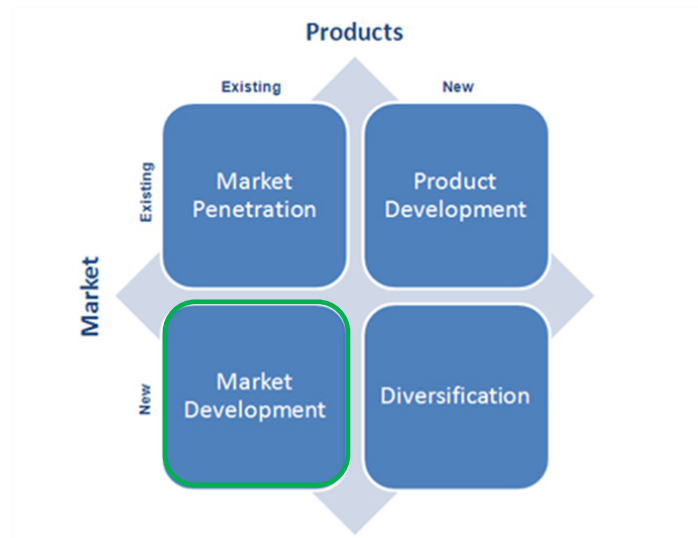 Products
Existing
New
Existing
Market
Penetration
Product
Development
Market
New
Market
Development
Diversification